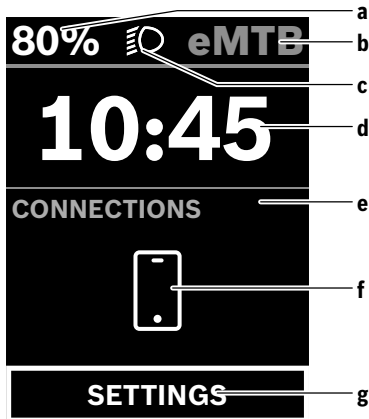 a
80% eMTB b
c
10:45 d
CONNECTIONS e
f
SETTINGS g